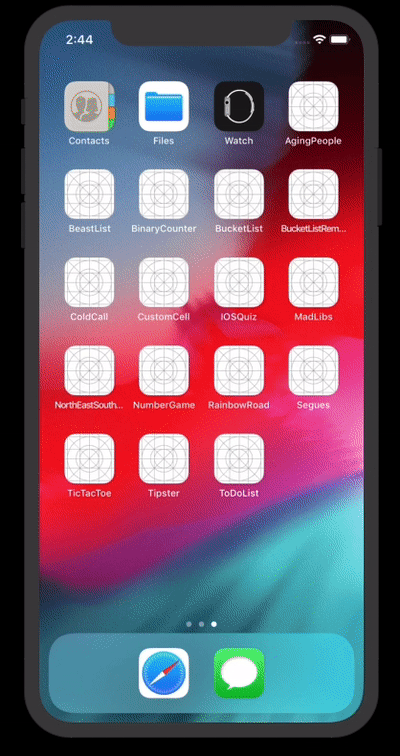 2:44
Contacts Files Watch AgingPeople
BeastList BinaryCounter BucketList BucketListRem...
ColdCall CustomCell IOSQuiz MadLibs
NorthEastSouth... NumberGame RainbowRoad Segues
TicTacToe Tipster ToDoList